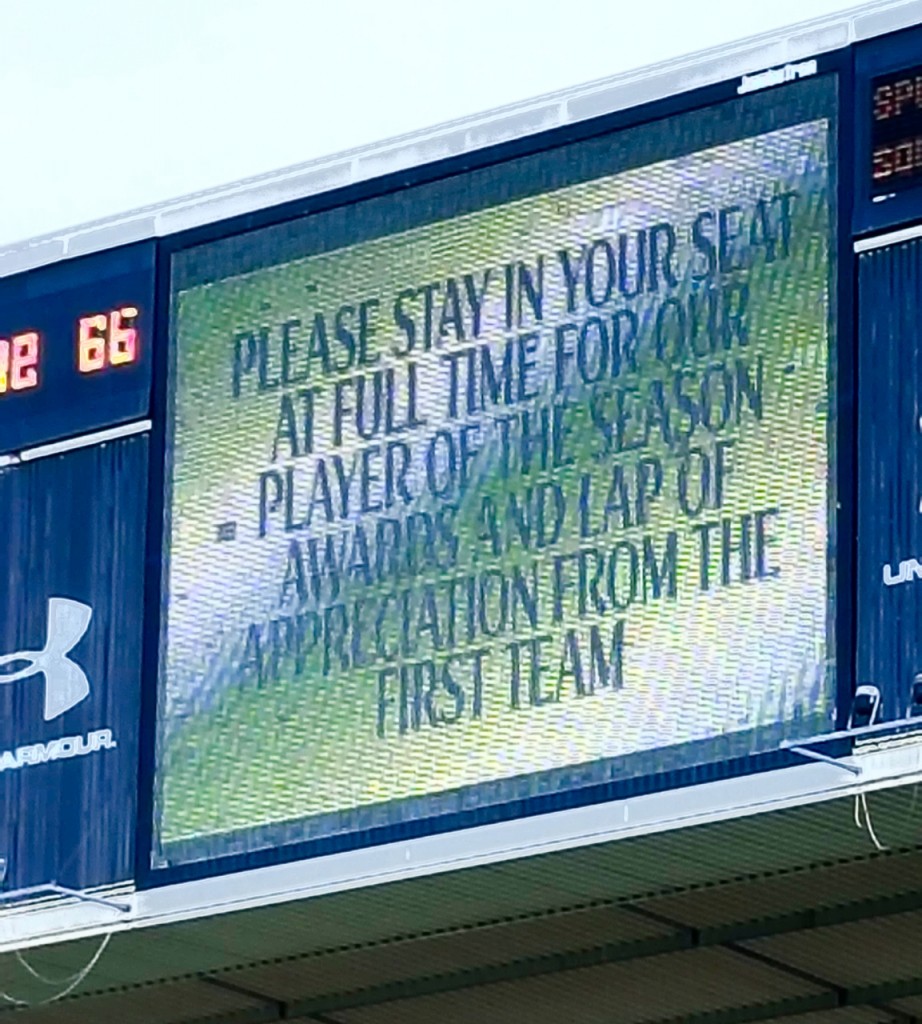 JumboTron
66
PLEASE STAY IN YOUR SEAT
AT FULL TIME FOR OUR
PLAYER OF THE SEASON
AWARDS AND LAP OF
APPRECIATION FROM THE
FIRST TEAM
ARMOUR.